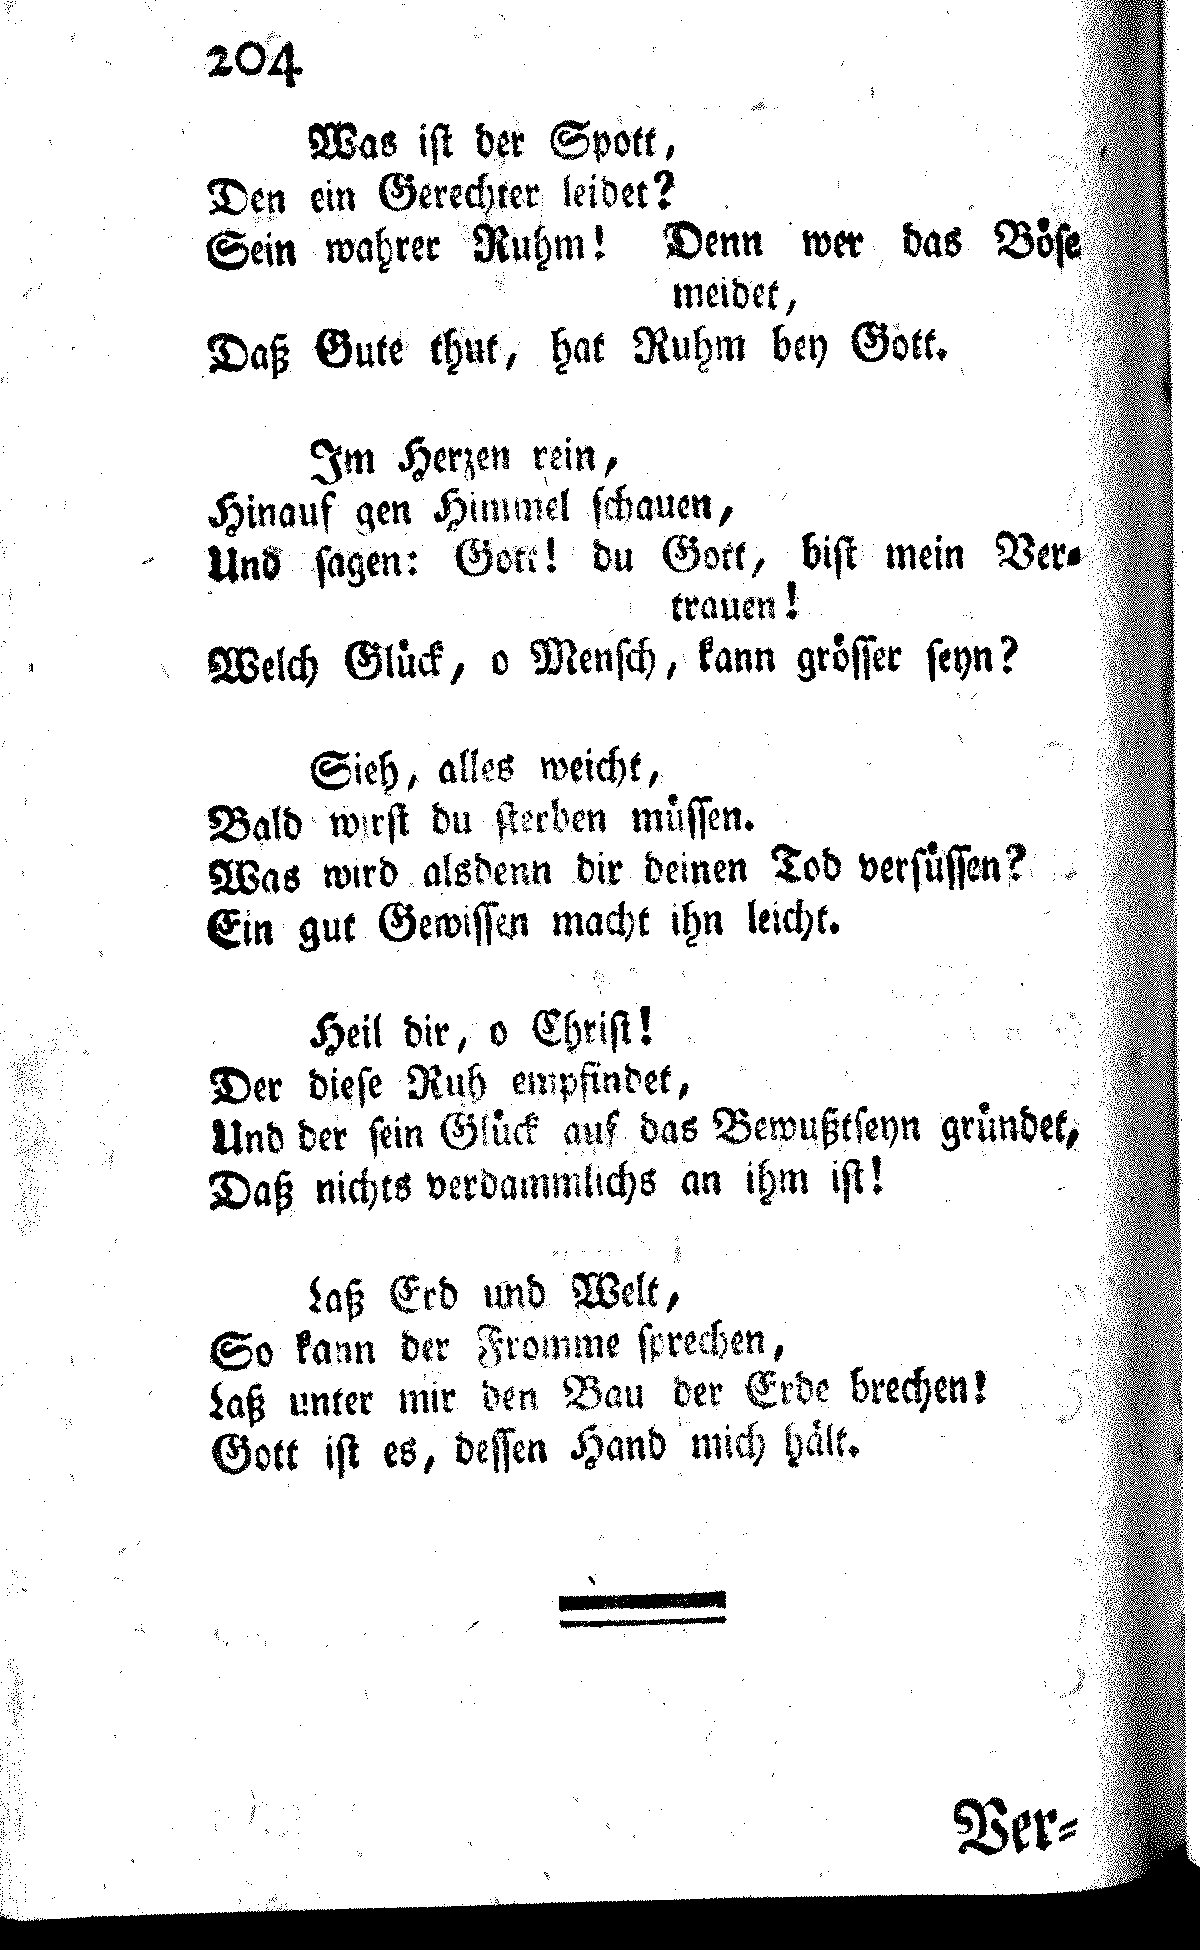 204
Was ist der Spott,
Den ein Gerechter leidet?
Sein wahrer Ruhm! Denn wer das Böse
meidet,
Daß Gute thut, hat Ruhm bey Gott.
Im Herzen rein,
Hinauf gen Himmel schauen,
Und sagen: Gott! du Gott, bist mein Ver-
trauen!
Welch Glück, o Mensch, kann grösser seyn?
Sieh, alles weicht,
Bald wirst du sterben müssen.
Was wird alsdenn dir deinen Tod versüssen?
Ein gut Gewissen macht ihn leicht.
Heil dir, o Christ!
Der diese Ruh empfindet,
Und der sein Glück auf das Bewußtseyn gründet,
Daß nichts verdammlichs an ihm ist!
Laß Erd und Welt,
So kann der Fromme sprechen,
Laß unter mir den Bau der Erde brechen!
Gott ist es, dessen Hand mich hält.
Ver-